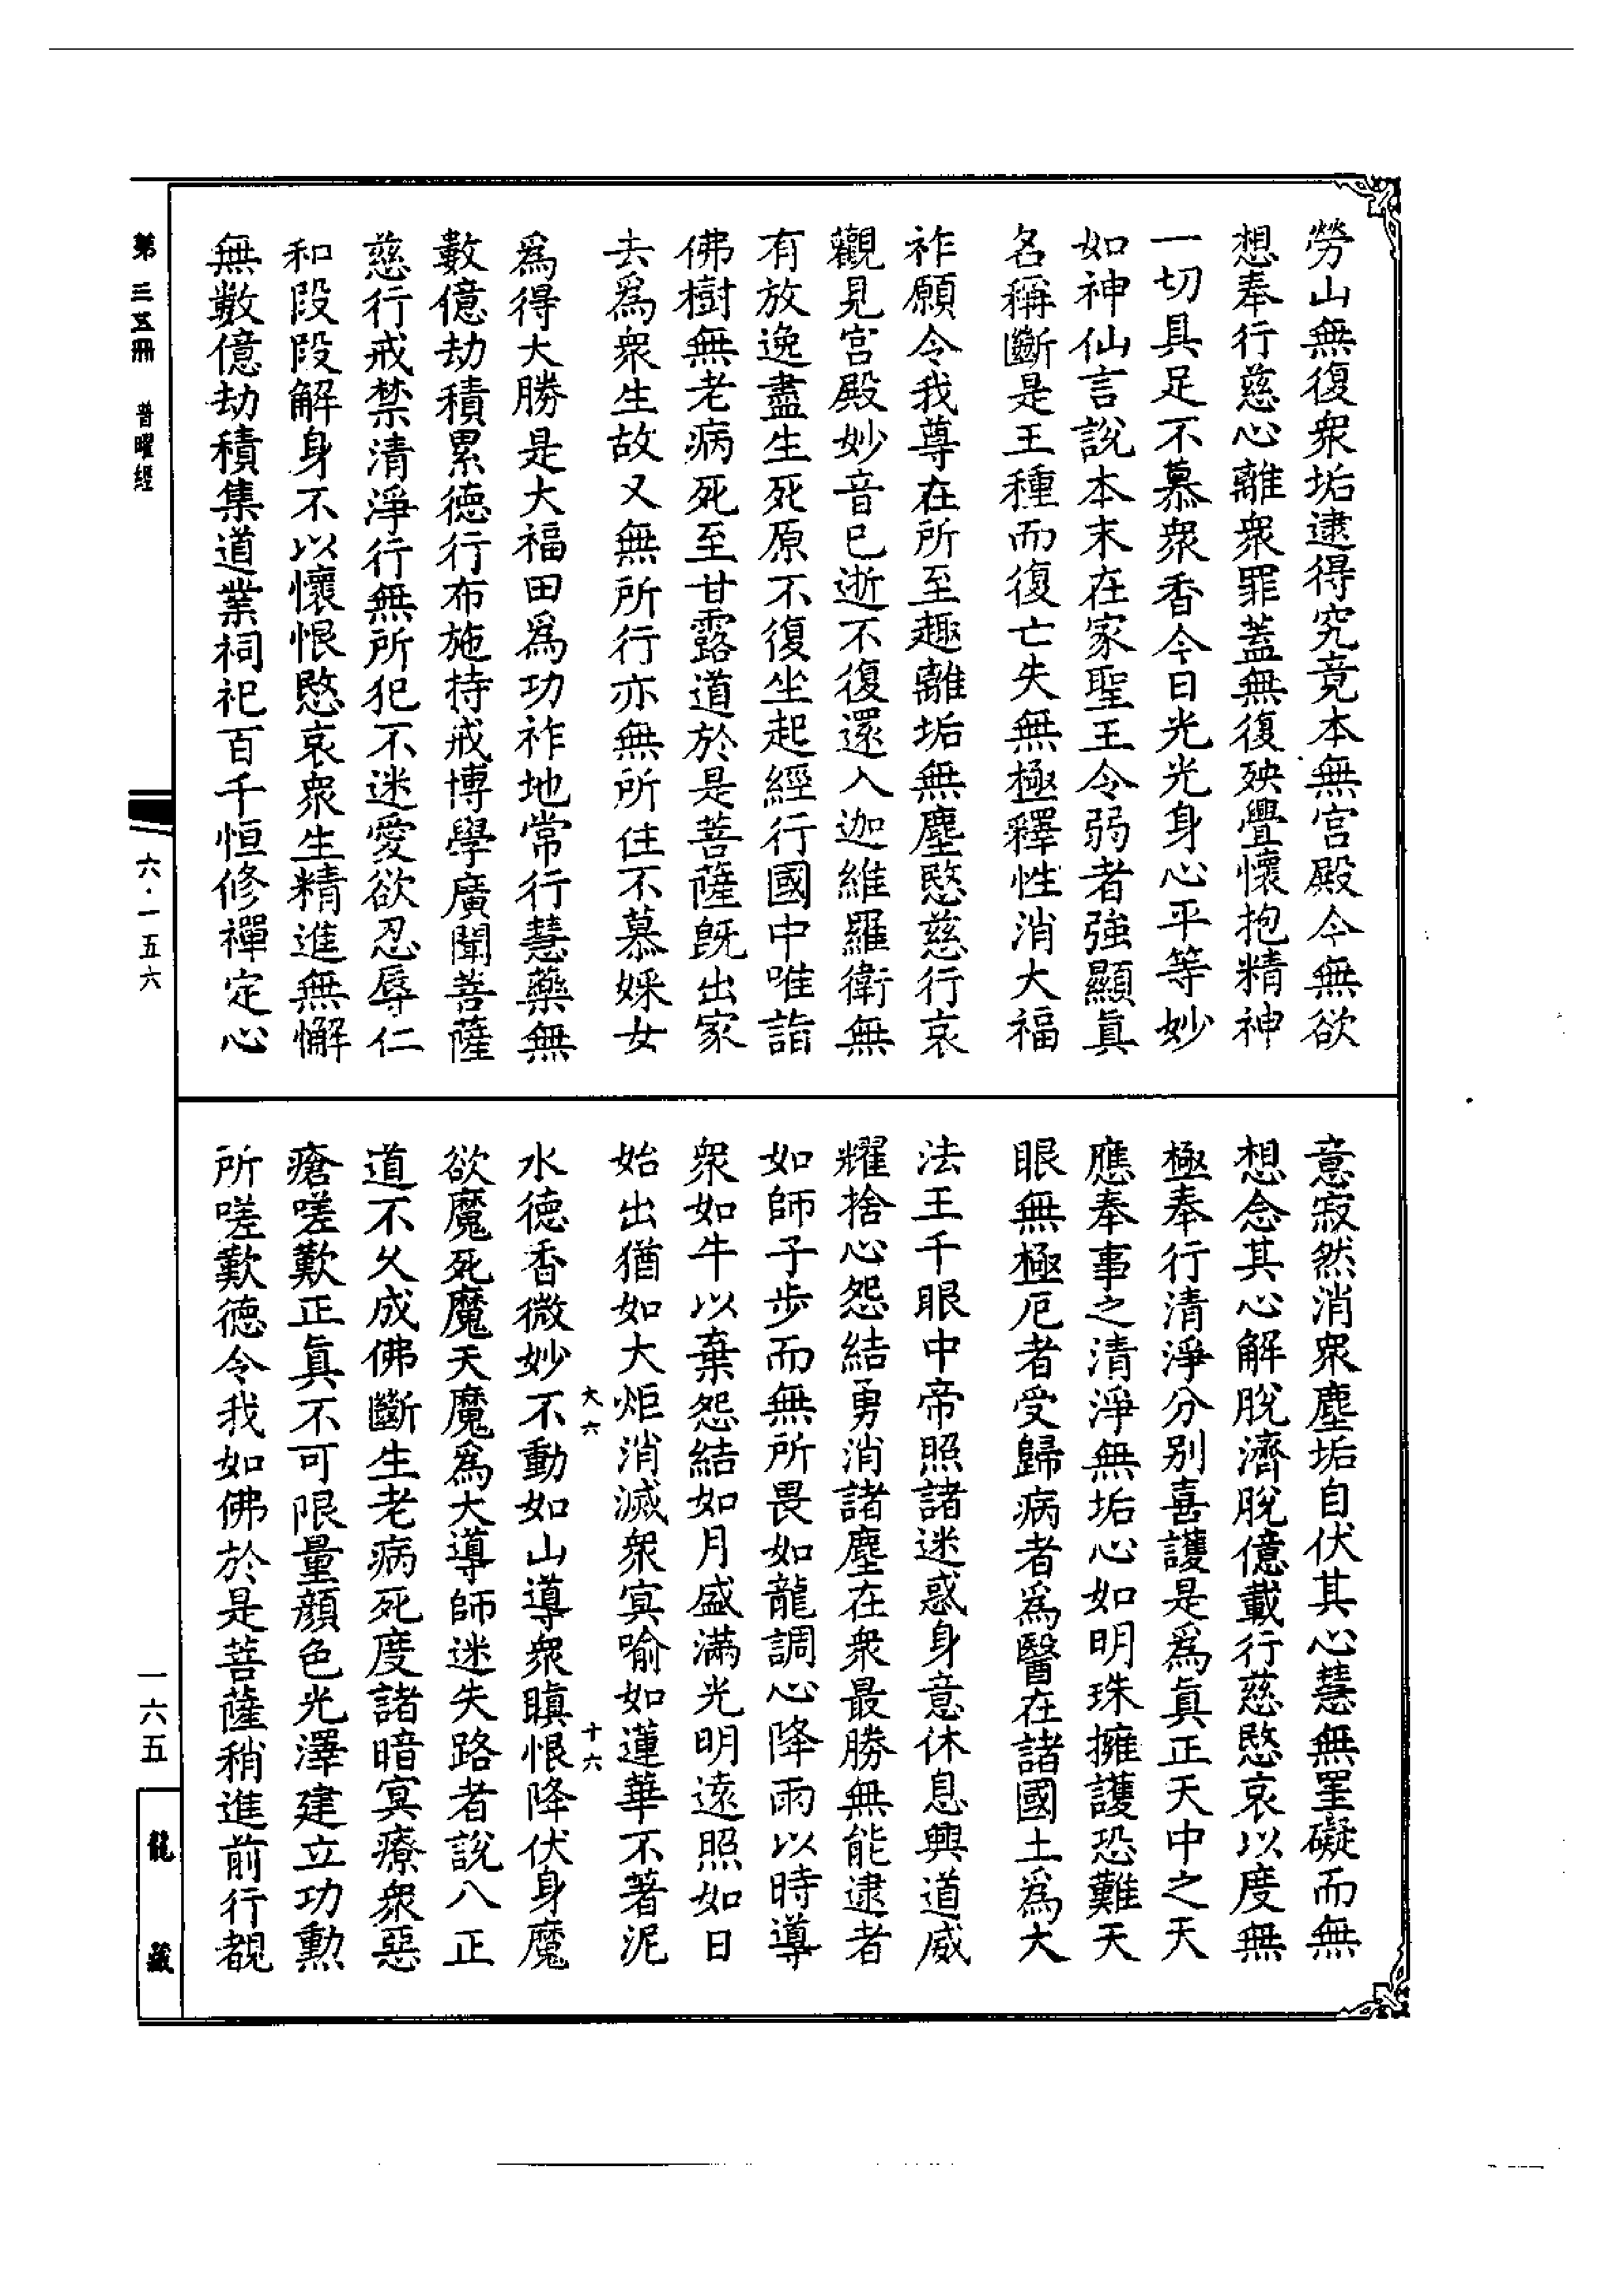 勞山無復衆垢逮得究竟本無宮殿今無欲
想奉行慈心離衆罪蓋無復殃舋懷抱精神
一切具足不慕衆香今日光光身心平等妙
如神仙言說本末在家聖王令弱者強顯眞
名稱斷是王種而復亡失無極釋性消大福
祚願令我尊在所至趣離垢無塵愍慈行哀
觀見宮殿妙音已逝不復還入迦維羅衛無
有放逸盡生死原不復坐起經行國中唯詣
佛樹無老病死至甘露道於是菩薩旣出家
去爲衆生故又無所行亦無所住不慕婇女
爲得大勝是大福田爲功祚地常行慧藥無
數億劫積累德行布施持戒博學廣聞菩薩
慈行戒禁清淨行無所犯不迷愛欲忍辱仁
和段段解身不以懷恨愍哀衆生精進無懈
無數億劫積集道業祠祀百千恒修禪定心
意寂然消衆塵垢自伏其心慧無罣礙而無
想念其心解脫濟脫億載行慈愍哀以度無
極奉行清淨分別喜護是爲眞正天中之天
應奉事之清淨無垢心如明珠擁護恐難天
眼無極厄者受歸病者爲醫在諸國土爲大
法王千眼中帝照諸迷惑身意休息興道威
耀捨心怨結勇消諸塵在衆最勝無能逮者
如師子步而無所畏如龍調心降雨以時導
衆如牛以棄怨結如月盛滿光明遠照如日
始出猶如大炬消滅衆冥喻如蓮華不著泥
大六
十六
水德香微妙不動如山導衆瞋恨降伏身魔
欲魔死魔天魔爲大導師迷失路者說八正
道不久成佛斷生老病死度諸暗冥療衆惡
瘡嗟歎正眞不可限量顏色光澤建立功勳
所嗟歎德令我如佛於是菩薩稍進前行覩
第三五冊 普曜經
六·一五六
一六五
龍藏